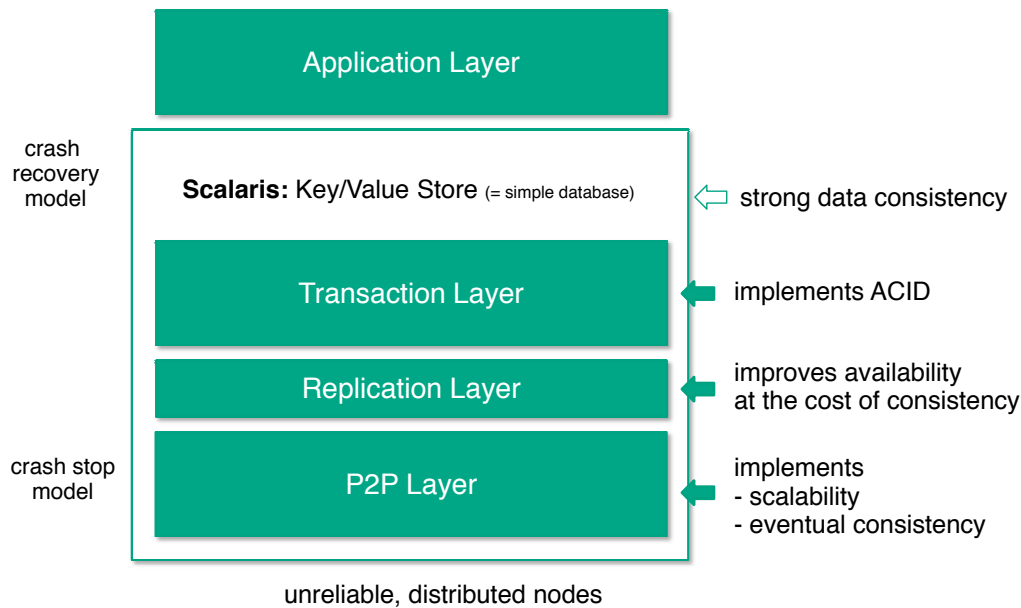 Application Layer
crash
recovery
model
Scalaris: Key/Value Store (= simple database)
strong data consistency
Transaction Layer
implements ACID
Replication Layer
improves availability
at the cost of consistency
crash stop
model
P2P Layer
implements
- scalability
- eventual consistency
unreliable, distributed nodes